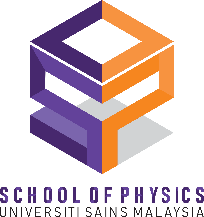 SCHOOL OF PHYSICS
UNIVERSITI SAINS MALAYSIA